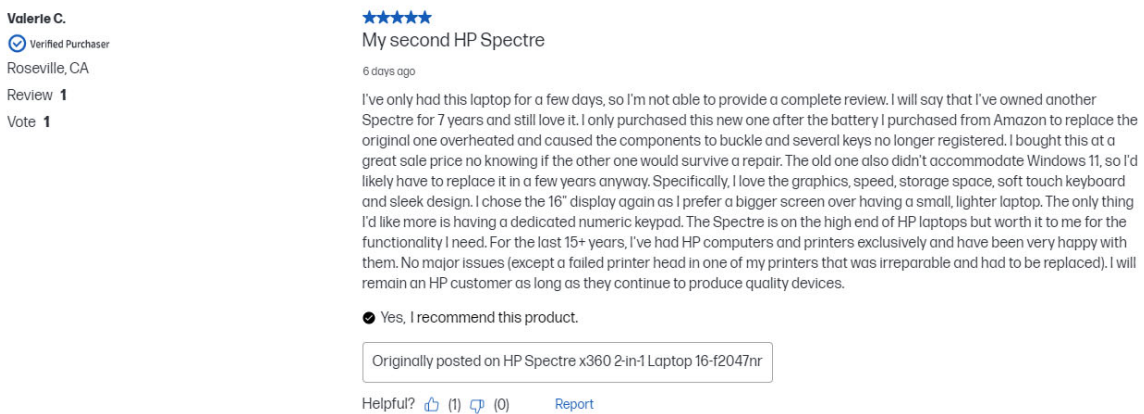 Valerie C.
Verified Purchaser
Roseville, CA
Review 1
Vote 1
My second HP Spectre
6 days ago
I've only had this laptop for a few days, so I'm not able to provide a complete review. I will say that I've owned another
Spectre for 7 years and still love it. I only purchased this new one after the battery I purchased from Amazon to replace the
original one overheated and caused the components to buckle and several keys no longer registered. I bought this at a
great sale price no knowing if the other one would survive a repair. The old one also didn't accommodate Windows 11, so I'd
likely have to replace it in a few years anyway. Specifically, I love the graphics, speed, storage space, soft touch keyboard
and sleek design. I chose the 16" display again as I prefer a bigger screen over having a small, lighter laptop. The only thing
I'd like more is having a dedicated numeric keypad. The Spectre is on the high end of HP laptops but worth it to me for the
functionality I need. For the last 15+ years, I've had HP computers and printers exclusively and have been very happy with
them. No major issues (except a failed printer head in one of my printers that was irreparable and had to be replaced). I will
remain an HP customer as long as they continue to produce quality devices.
Yes, I recommend this product.
Originally posted on HP Spectre x360 2-in-1 Laptop 16-f2047nr
Helpful? (1) (0) Report